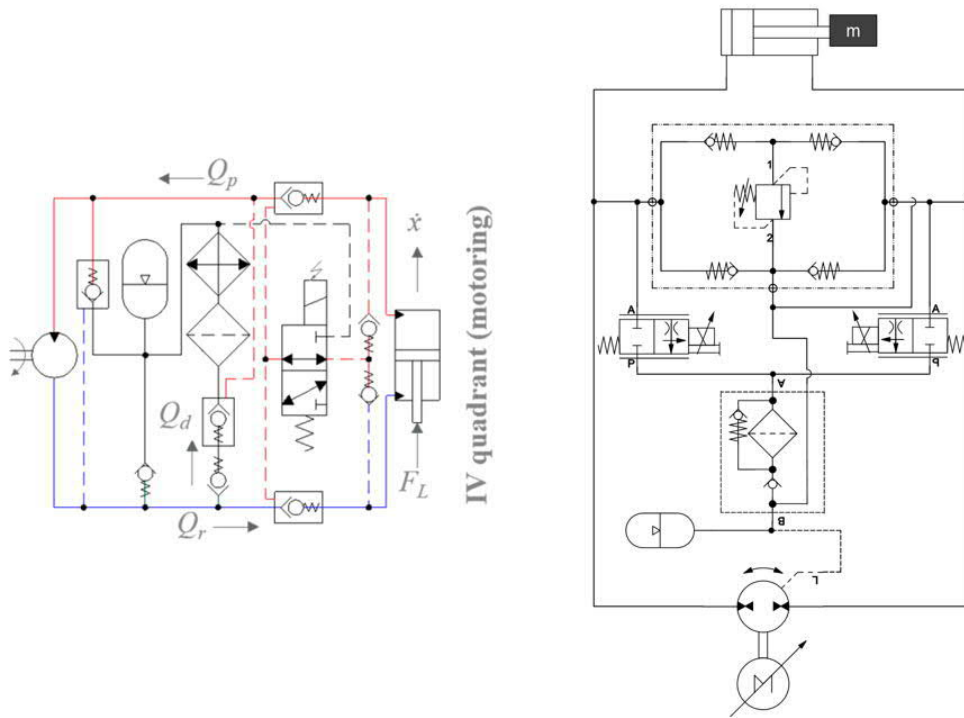 Q_p
ẋ
Q_d
Q_r
F_L
IV quadrant (motoring)
m
1
2
A
A
P
P
A
B
L
M